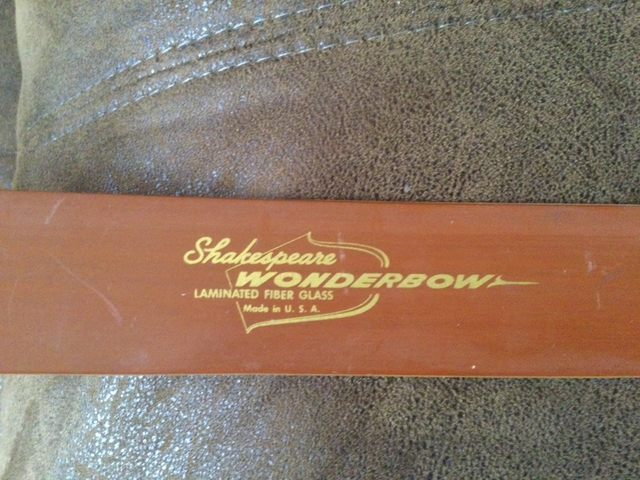 Shakespeare
WONDERBOW
LAMINATED FIBER GLASS
Made in U. S. A.